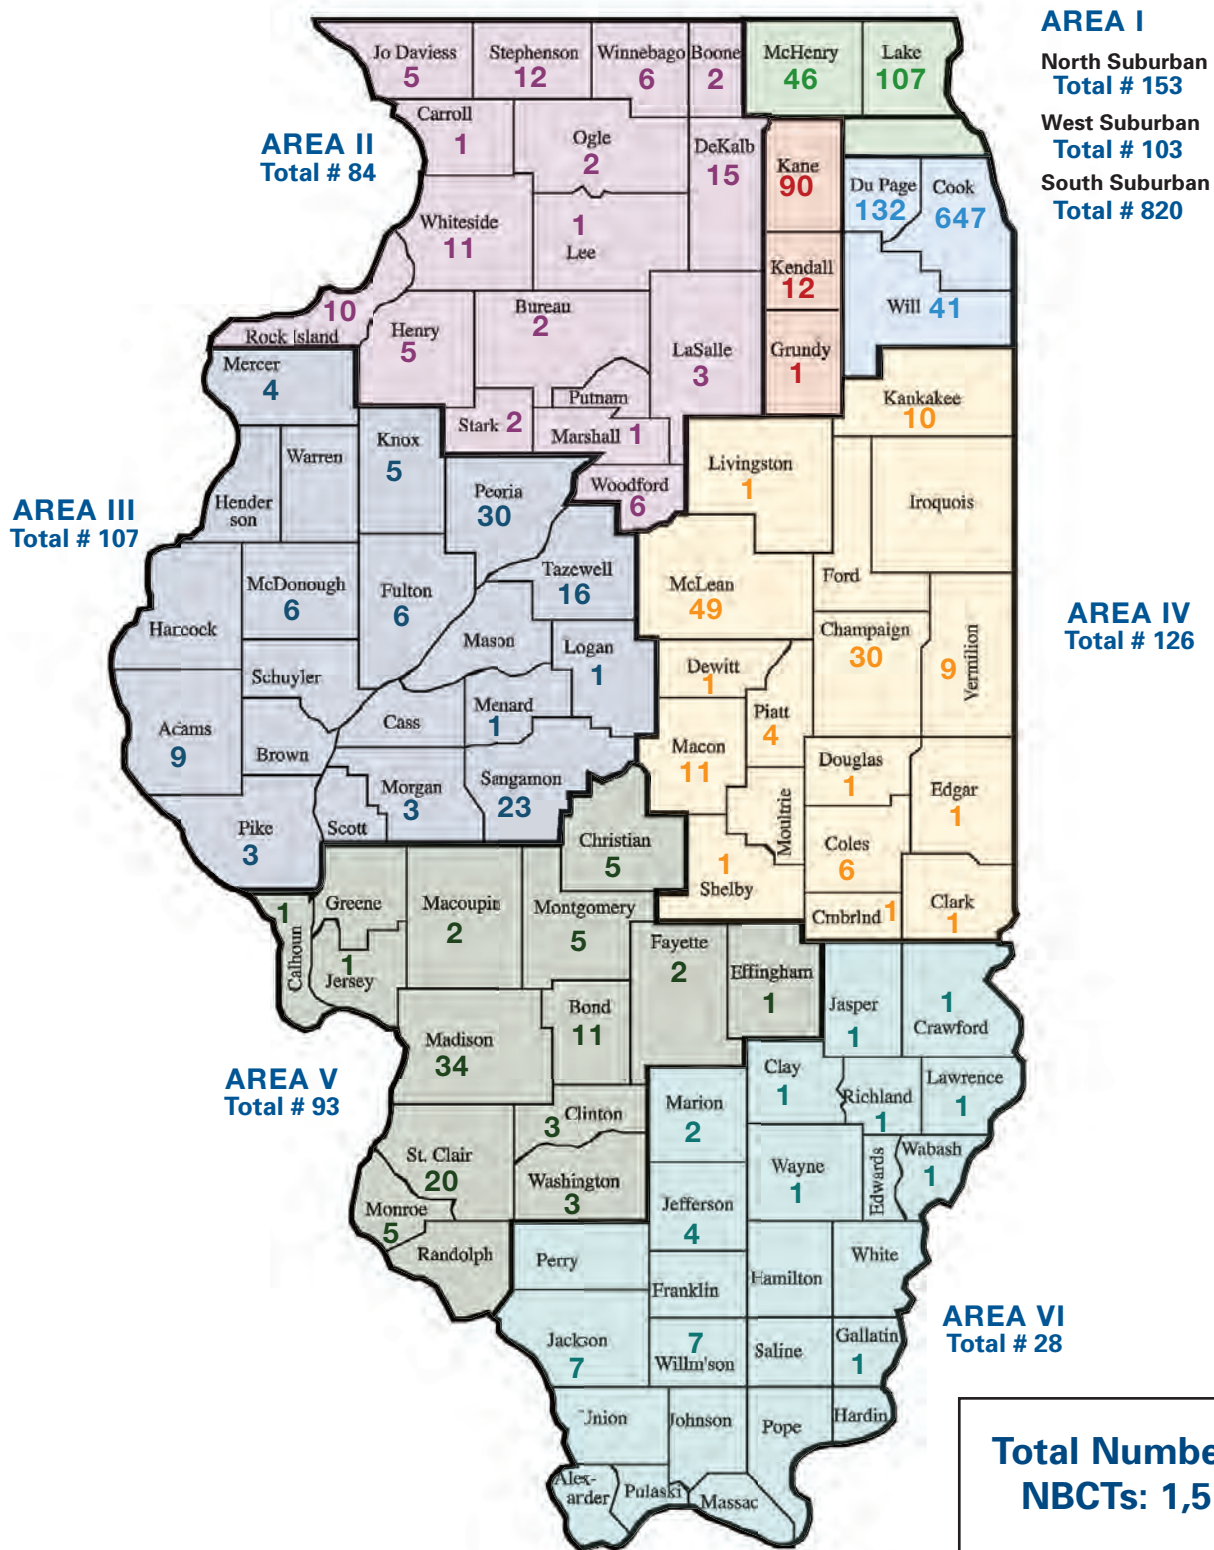 AREA I
North Suburban
Total # 153
West Suburban
Total # 103
South Suburban
Total # 820
Jo Daviess
5
Stephenson
12
Winnebago
6
Boone
2
McHenry
46
Lake
107
AREA II
Total # 84
Carroll
1
Ogle
2
DeKalb
15
Kane
90
Du Page
132
Cook
647
Whiteside
11
1
Lee
Kendall
12
Will 41
10
Rock Island
Henry
5
Bureau
2
LaSalle
3
Grundy
1
Putnam
Stark 2
Marshall 1
Woodford
6
Kankakee
10
Mercer
4
Warren
Knox
5
Hender
son
Peoria
30
Livingston
1
Iroquois
AREA III
Total # 107
McDonough
6
Fulton
6
Tazewell
16
McLean
49
Ford
Hancock
Mason
Logan
1
Champaign
30
9
Vermilion
AREA IV
Total # 126
Schuyler
Dewitt
1
Adams
9
Brown
Cass
Menard
1
Piatt
4
Macon
11
Douglas
1
Edgar
1
Pike
3
Scott
Morgan
3
Sangamon
23
Moultrie
Christian
5
1
Shelby
Coles
6
Cmbrlnd 1
Clark
1
1
Calhoun
Greene
Macoupin
2
Montgomery
5
Fayette
2
Effingham
1
1
Jersey
Jasper
1
1
Crawford
Madison
34
Bond
11
Clay
1
Richland
1
Lawrence
1
AREA V
Total # 93
3 Clinton
Marion
2
St. Clair
20
Washington
3
Wayne
1
Edwards
Wabash
1
Monroe
5
Randolph
Jefferson
4
Perry
Franklin
Hamilton
White
AREA VI
Total # 28
Jackson
7
7
Willm'son
Saline
Gallatin
1
Union
Johnson
Pope
Hardin
Alex-
ander
Pulaski
Massac
Total Numbe
NBCTs: 1,5